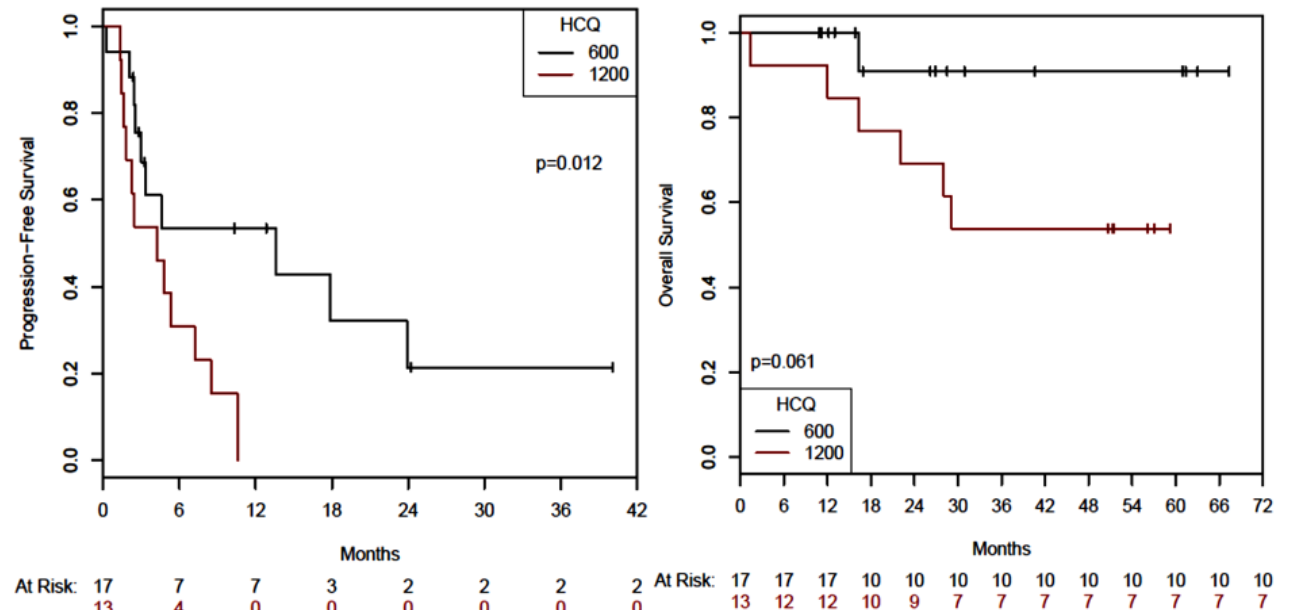 HCQ
600
1200
p=0.012
Progression−Free Survival
0.0
0.2
0.4
0.6
0.8
1.0
0 6 12 18 24 30 36 42
Months
At Risk: 17 7 7 3 2 2 2 2
13 4 0 0 0 0 0 0
Overall Survival
0.0
0.2
0.4
0.6
0.8
1.0
p=0.061
HCQ
600
1200
0 6 12 18 24 30 36 42 48 54 60 66 72
Months
At Risk: 17 17 17 10 10 10 10 10 10 10 10 10 10
13 12 12 10 9 7 7 7 7 7 7 7 7